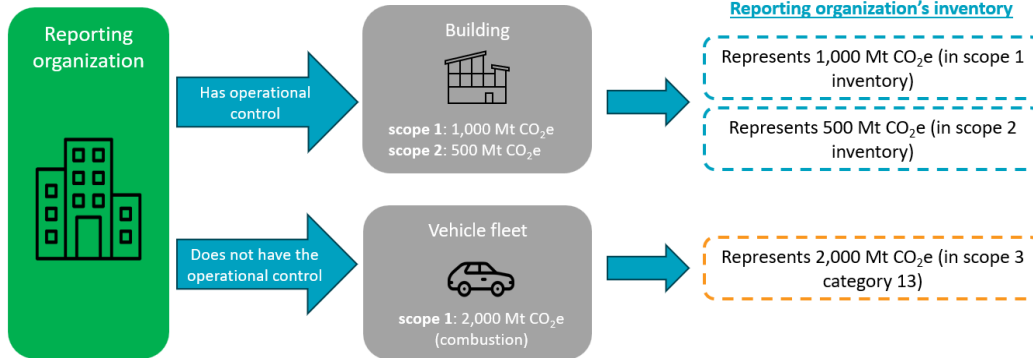 Reporting
organization
Has operational
control
Building
scope 1: 1,000 Mt CO₂e
scope 2: 500 Mt CO₂e
Reporting organization's inventory
Represents 1,000 Mt CO₂e (in scope 1
inventory)
Represents 500 Mt CO₂e (in scope 2
inventory)
Does not have the
operational control
Vehicle fleet
scope 1: 2,000 Mt CO₂e
(combustion)
Represents 2,000 Mt CO₂e (in scope 3
category 13)